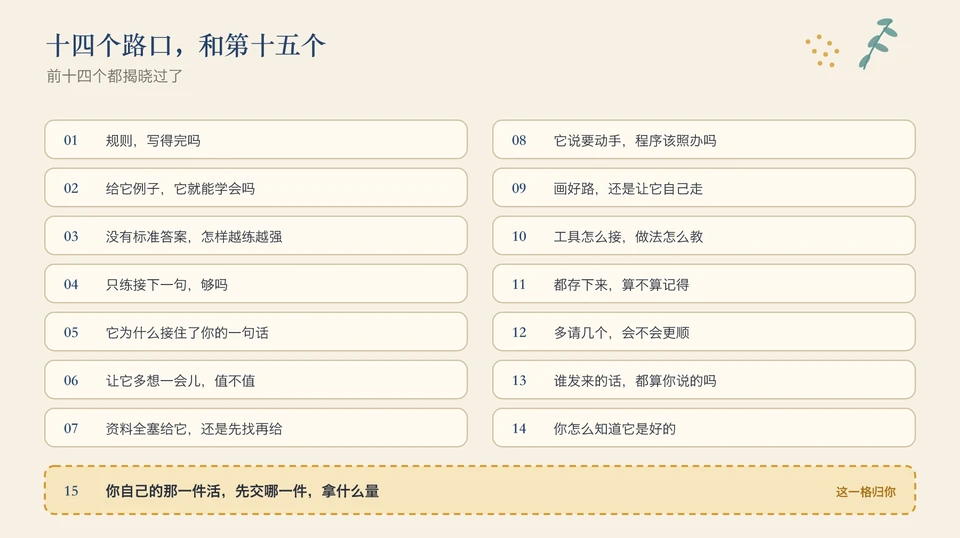 十四个路口，和第十五个
前十四个都揭晓过了
01 规则，写得完吗
02 给它例子，它就能学会吗
03 没有标准答案，怎样越练越强
04 只练接下一句，够吗
05 它为什么接住了你的一句话
06 让它多想一会儿，值不值
07 资料全塞给它，还是先找再给
08 它说要动手，程序该照办吗
09 画好路，还是让它自己走
10 工具怎么接，做法怎么教
11 都存下来，算不算记得
12 多请几个，会不会更顺
13 谁发来的话，都算你说的吗
14 你怎么知道它是好的
15 你自己的那一件活，先交哪一件，拿什么量 这一格归你